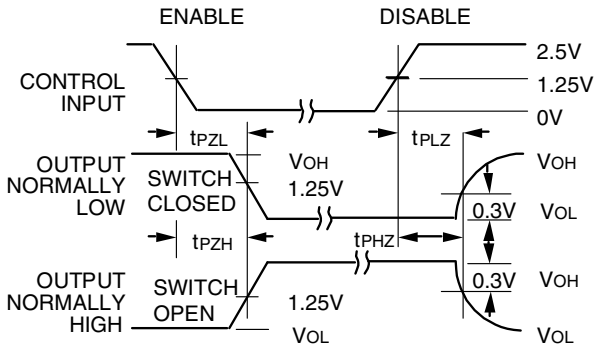 ENABLE DISABLE
2.5V
CONTROL INPUT 1.25V
0V
tPZL tPLZ
OUTPUT NORMALLY LOW
SWITCH CLOSED
VOH VOH
1.25V
0.3V VOL
tPZH tPHZ
OUTPUT NORMALLY HIGH
SWITCH OPEN
0.3V VOH
1.25V
VOL VOL